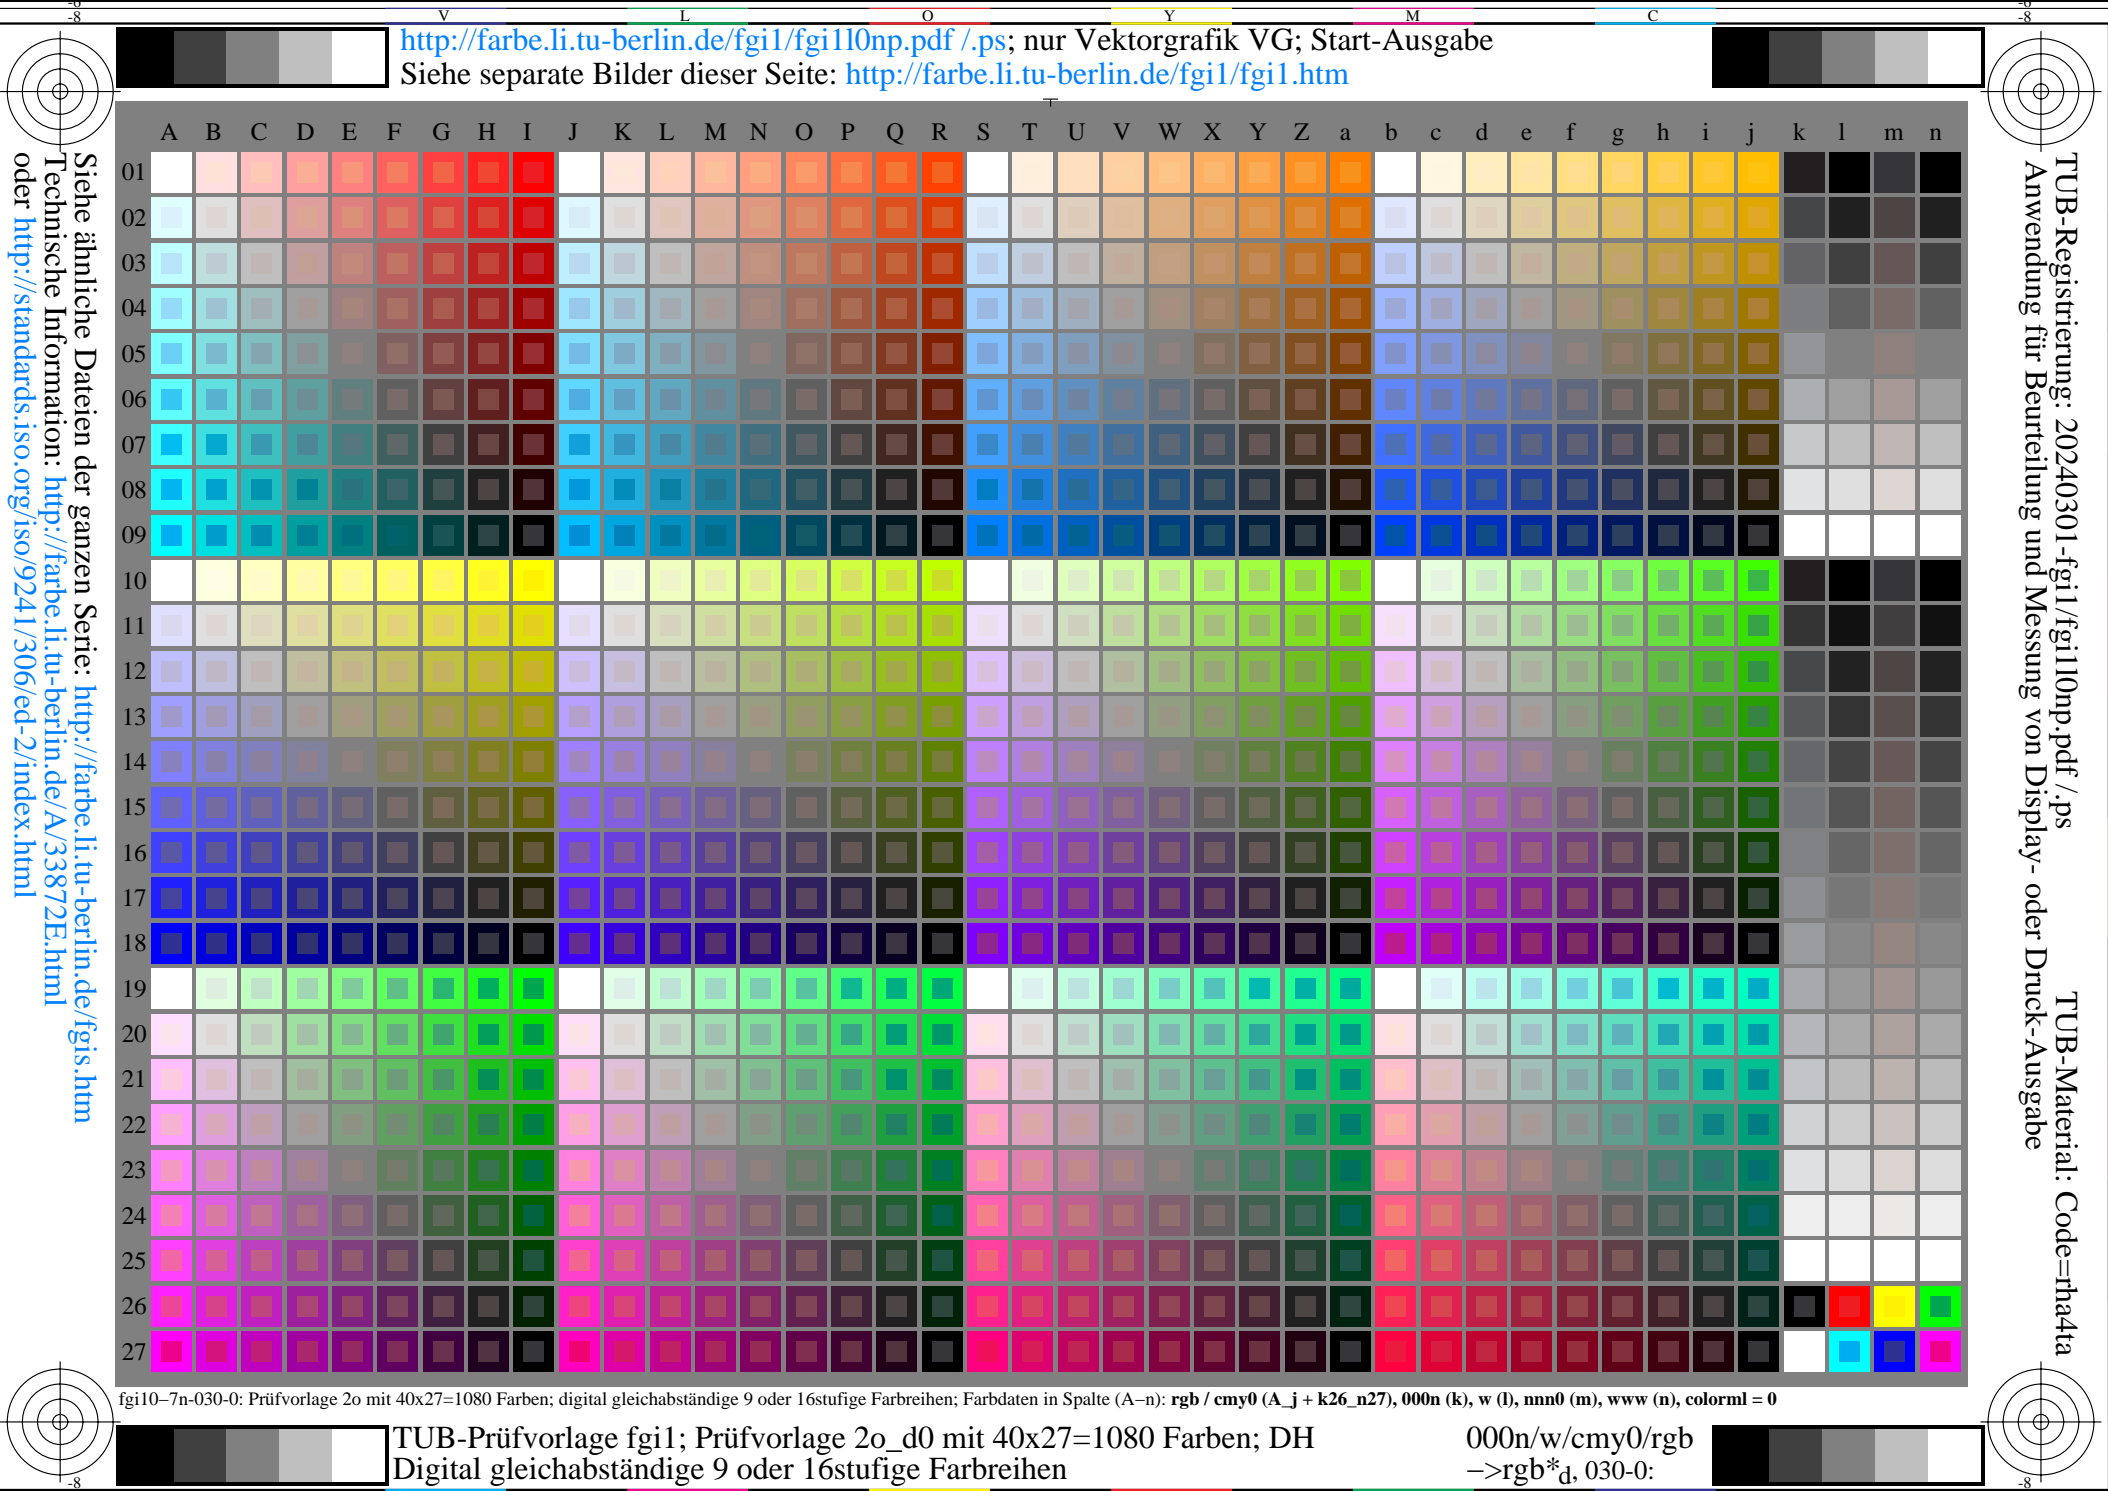 -6
-8
V L O Y M C
-6
-8
http://farbe.li.tu-berlin.de/fgi1/fgi1l0np.pdf /.ps; nur Vektorgrafik VG; Start-Ausgabe
Siehe separate Bilder dieser Seite: http://farbe.li.tu-berlin.de/fgi1/fgi1.htm
A B C D E F G H I J K L M N O P Q R S T U V W X Y Z a b c d e f g h i j k l m n
01
02
03
04
05
06
07
08
09
10
11
12
13
14
15
16
17
18
19
20
21
22
23
24
25
26
27
Siehe ähnliche Dateien der ganzen Serie: http://farbe.li.tu-berlin.de/fgis.htm
Technische Information: http://farbe.li.tu-berlin.de/A/33872E.html
oder http://standards.iso.org/iso/9241/306/ed-2/index.html
TUB-Registrierung: 20240301-fgi1/fgi1l0np.pdf /.ps
Anwendung für Beurteilung und Messung von Display- oder Druck-Ausgabe
TUB-Material: Code=rha4ta
fgi10–7n-030-0: Prüfvorlage 2o mit 40x27=1080 Farben; digital gleichabständige 9 oder 16stufige Farbreihen; Farbdaten in Spalte (A–n): rgb / cmy0 (A_j + k26_n27), 000n (k), w (l), nnn0 (m), www (n), colorml = 0
TUB-Prüfvorlage fgi1; Prüfvorlage 2o_d0 mit 40x27=1080 Farben; DH
Digital gleichabständige 9 oder 16stufige Farbreihen
000n/w/cmy0/rgb
–>rgb*d, 030-0:
-8
-8